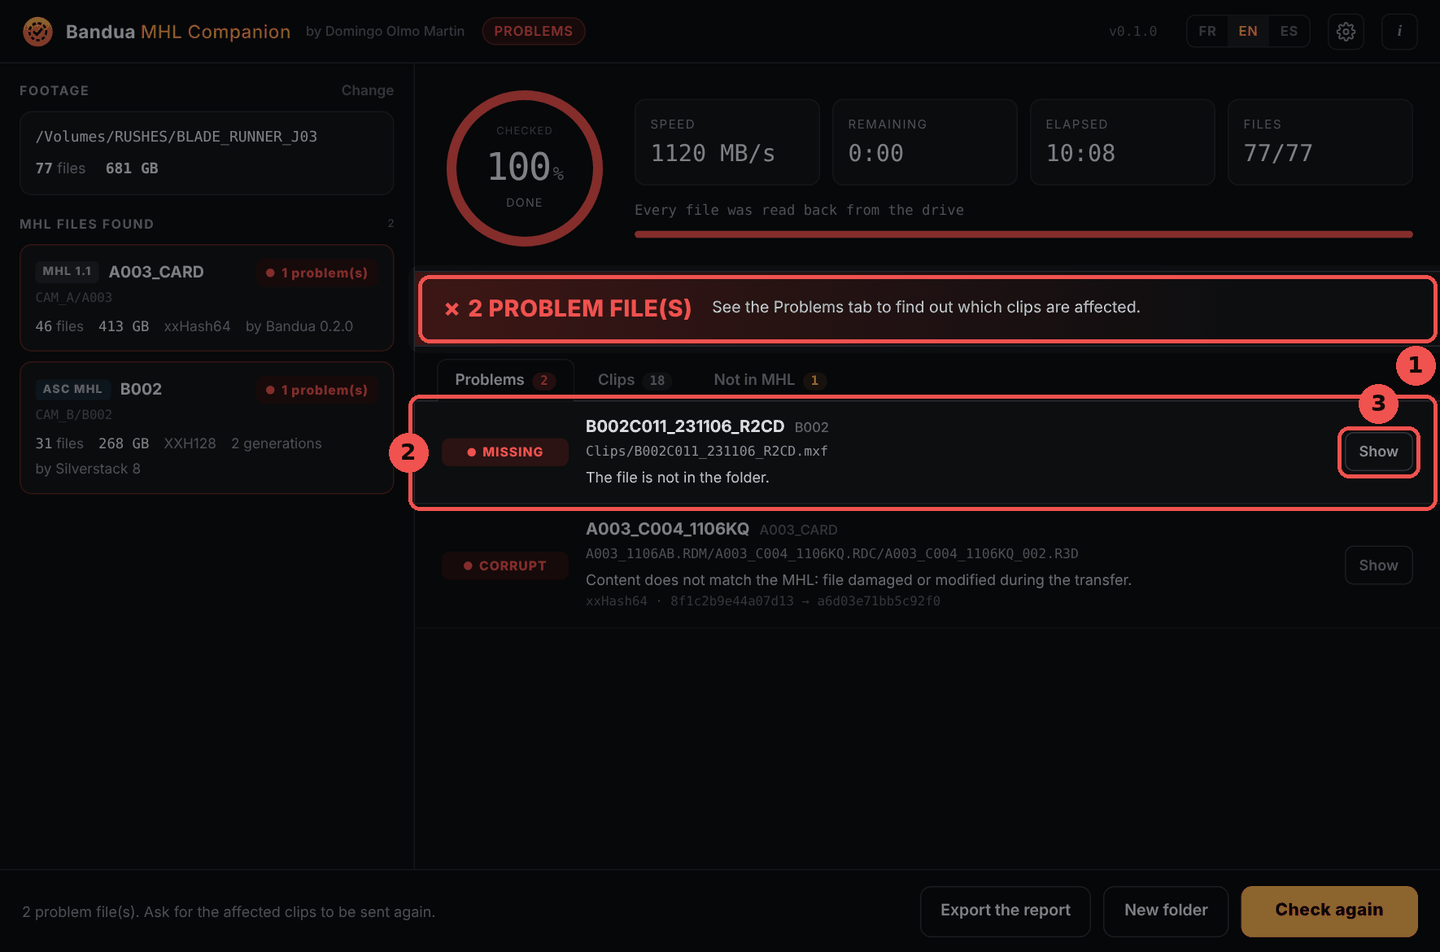 Bandua MHL Companion by Domingo Olmo Martin PROBLEMS v0.1.0 FR EN ES i
FOOTAGE Change
/Volumes/RUSHES/BLADE_RUNNER_J03
77 files 681 GB
MHL FILES FOUND 2
MHL 1.1 A003_CARD 1 problem(s)
CAM_A/A003
46 files 413 GB xxHash64 by Bandua 0.2.0
ASC MHL B002 1 problem(s)
CAM_B/B002
31 files 268 GB XXH128 2 generations
by Silverstack 8
CHECKED
100%
DONE
SPEED
1120 MB/s
REMAINING
0:00
ELAPSED
10:08
FILES
77/77
Every file was read back from the drive
× 2 PROBLEM FILE(S) See the Problems tab to find out which clips are affected.
1
Problems 2 Clips 18 Not in MHL 1
3
2
MISSING
B002C011_231106_R2CD B002
Clips/B002C011_231106_R2CD.mxf
The file is not in the folder.
Show
CORRUPT
A003_C004_1106KQ A003_CARD
A003_1106AB.RDM/A003_C004_1106KQ.RDC/A003_C004_1106KQ_002.R3D
Content does not match the MHL: file damaged or modified during the transfer.
xxHash64 · 8f1c2b9e44a07d13 → a6d03e71bb5c92f0
Show
2 problem file(s). Ask for the affected clips to be sent again.
Export the report New folder Check again